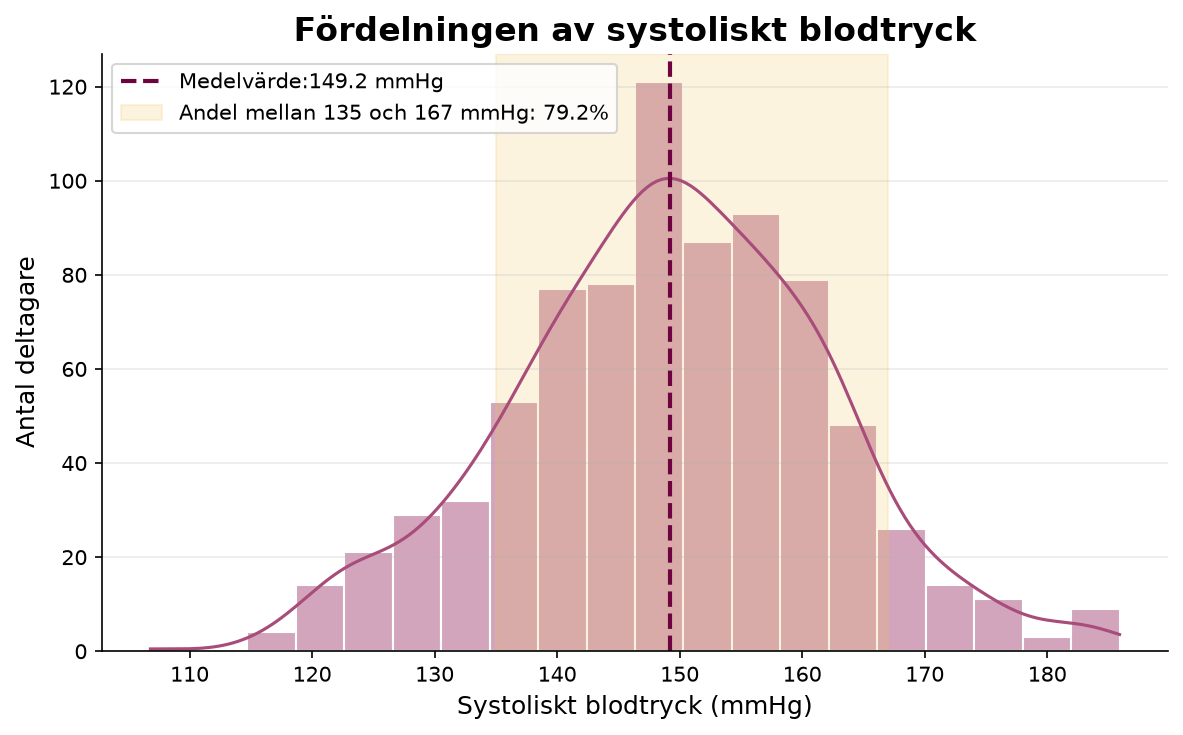 Fördelningen av systoliskt blodtryck
Medelvärde:149.2 mmHg
Andel mellan 135 och 167 mmHg: 79.2%
Antal deltagare
120
100
80
60
40
20
0
110 120 130 140 150 160 170 180
Systoliskt blodtryck (mmHg)